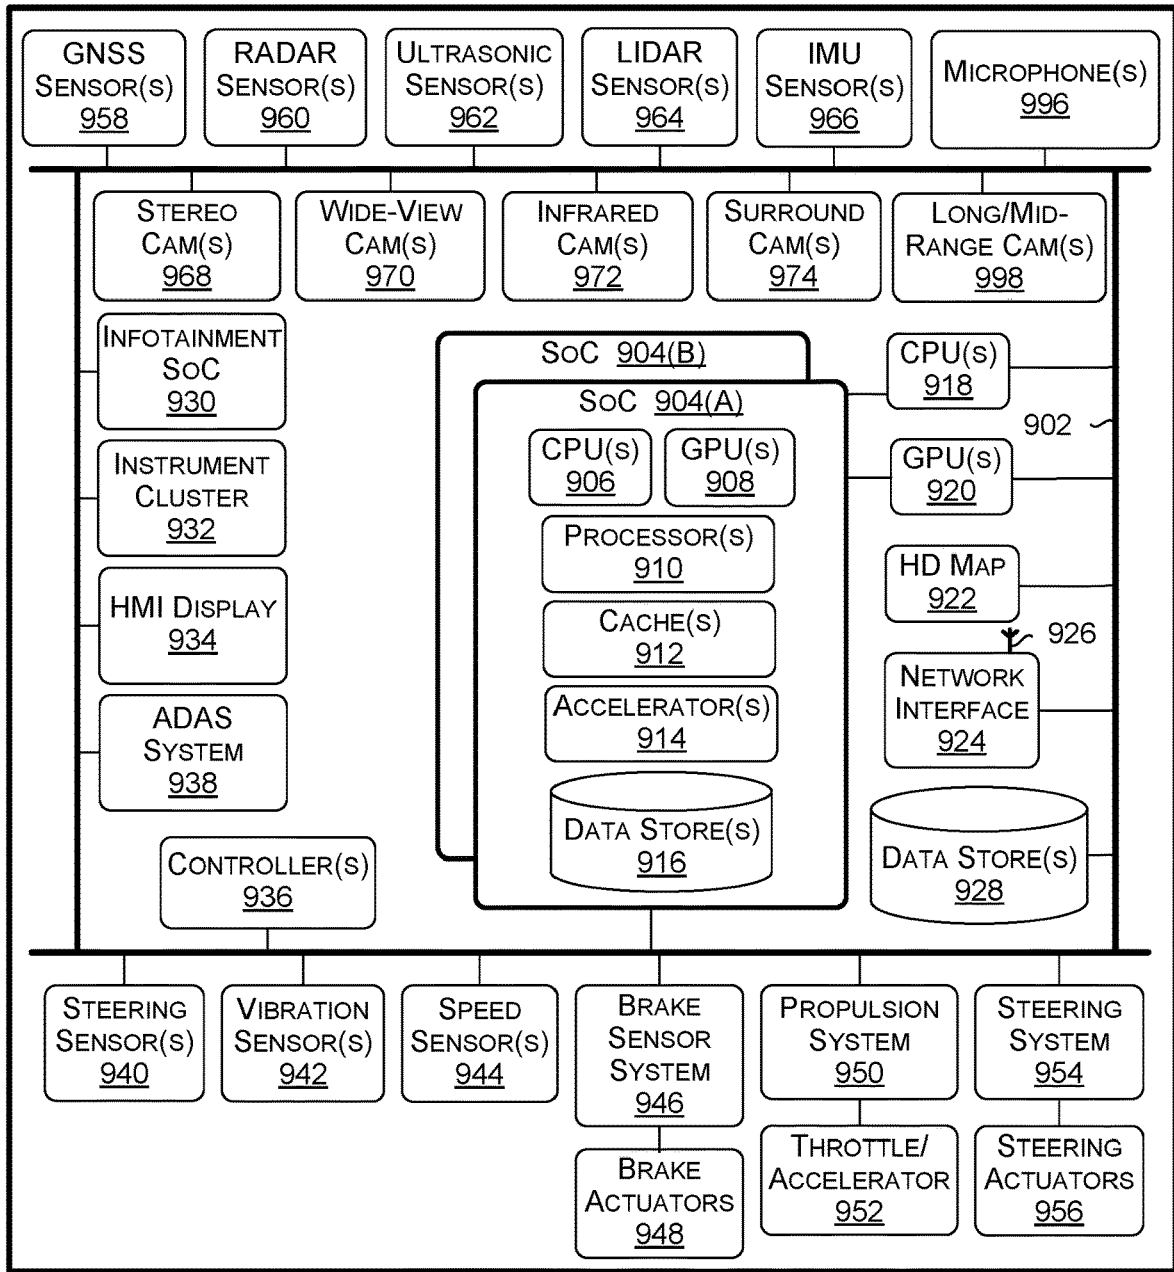 GNSS
SENSOR(S)
958
RADAR
SENSOR(S)
960
ULTRASONIC
SENSOR(S)
962
LIDAR
SENSOR(S)
964
IMU
SENSOR(S)
966
MICROPHONE(S)
996
STEREO
CAM(S)
968
WIDE-VIEW
CAM(S)
970
INFRARED
CAM(S)
972
SURROUND
CAM(S)
974
LONG/MID-
RANGE CAM(S)
998
INFOTAINMENT
SOC
930
INSTRUMENT
CLUSTER
932
HMI DISPLAY
934
ADAS
SYSTEM
938
CONTROLLER(S)
936
SOC 904(B)
SOC 904(A)
CPU(S)
906
GPU(S)
908
PROCESSOR(S)
910
CACHE(S)
912
ACCELERATOR(S)
914
DATA STORE(S)
916
CPU(S)
918
902
GPU(S)
920
HD MAP
922
926
NETWORK
INTERFACE
924
DATA STORE(S)
928
STEERING
SENSOR(S)
940
VIBRATION
SENSOR(S)
942
SPEED
SENSOR(S)
944
BRAKE
SENSOR
SYSTEM
946
PROPULSION
SYSTEM
950
STEERING
SYSTEM
954
BRAKE
ACTUATORS
948
THROTTLE/
ACCELERATOR
952
STEERING
ACTUATORS
956